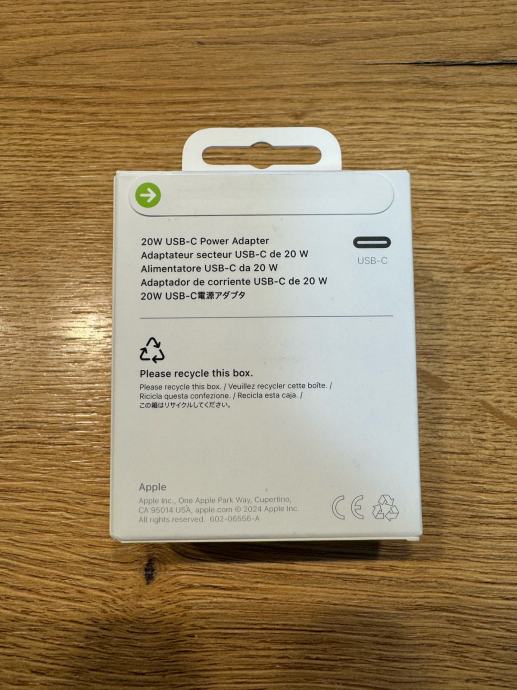 20W USB-C Power Adapter
Adaptateur secteur USB-C de 20 W
Alimentatore USB-C da 20 W
Adaptador de corriente USB-C de 20 W
20W USB-C電源アダプタ
USB-C
Please recycle this box.
Please recycle this box. / Veuillez recycler cette boîte. /
Ricicla questa confezione. / Recicla esta caja. /
この箱はリサイクルしてください。
Apple
Apple Inc., One Apple Park Way, Cupertino,
CA 95014 USA, apple.com © 2024 Apple Inc.
All rights reserved. 602-06556-A
CE